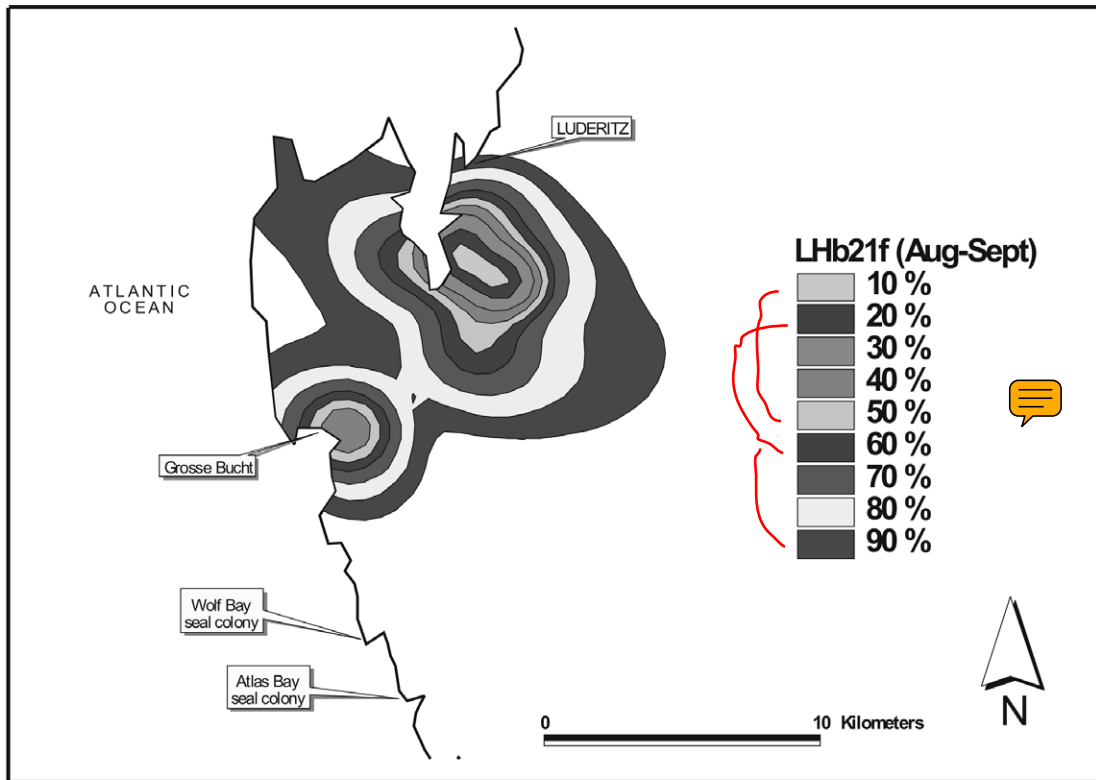 LUDERITZ
ATLANTIC
OCEAN
LHb21f (Aug-Sept)
10 %
20 %
30 %
40 %
50 %
60 %
70 %
80 %
90 %
Grosse Bucht
Wolf Bay
seal colony
Atlas Bay
seal colony
0 10 Kilometers
N